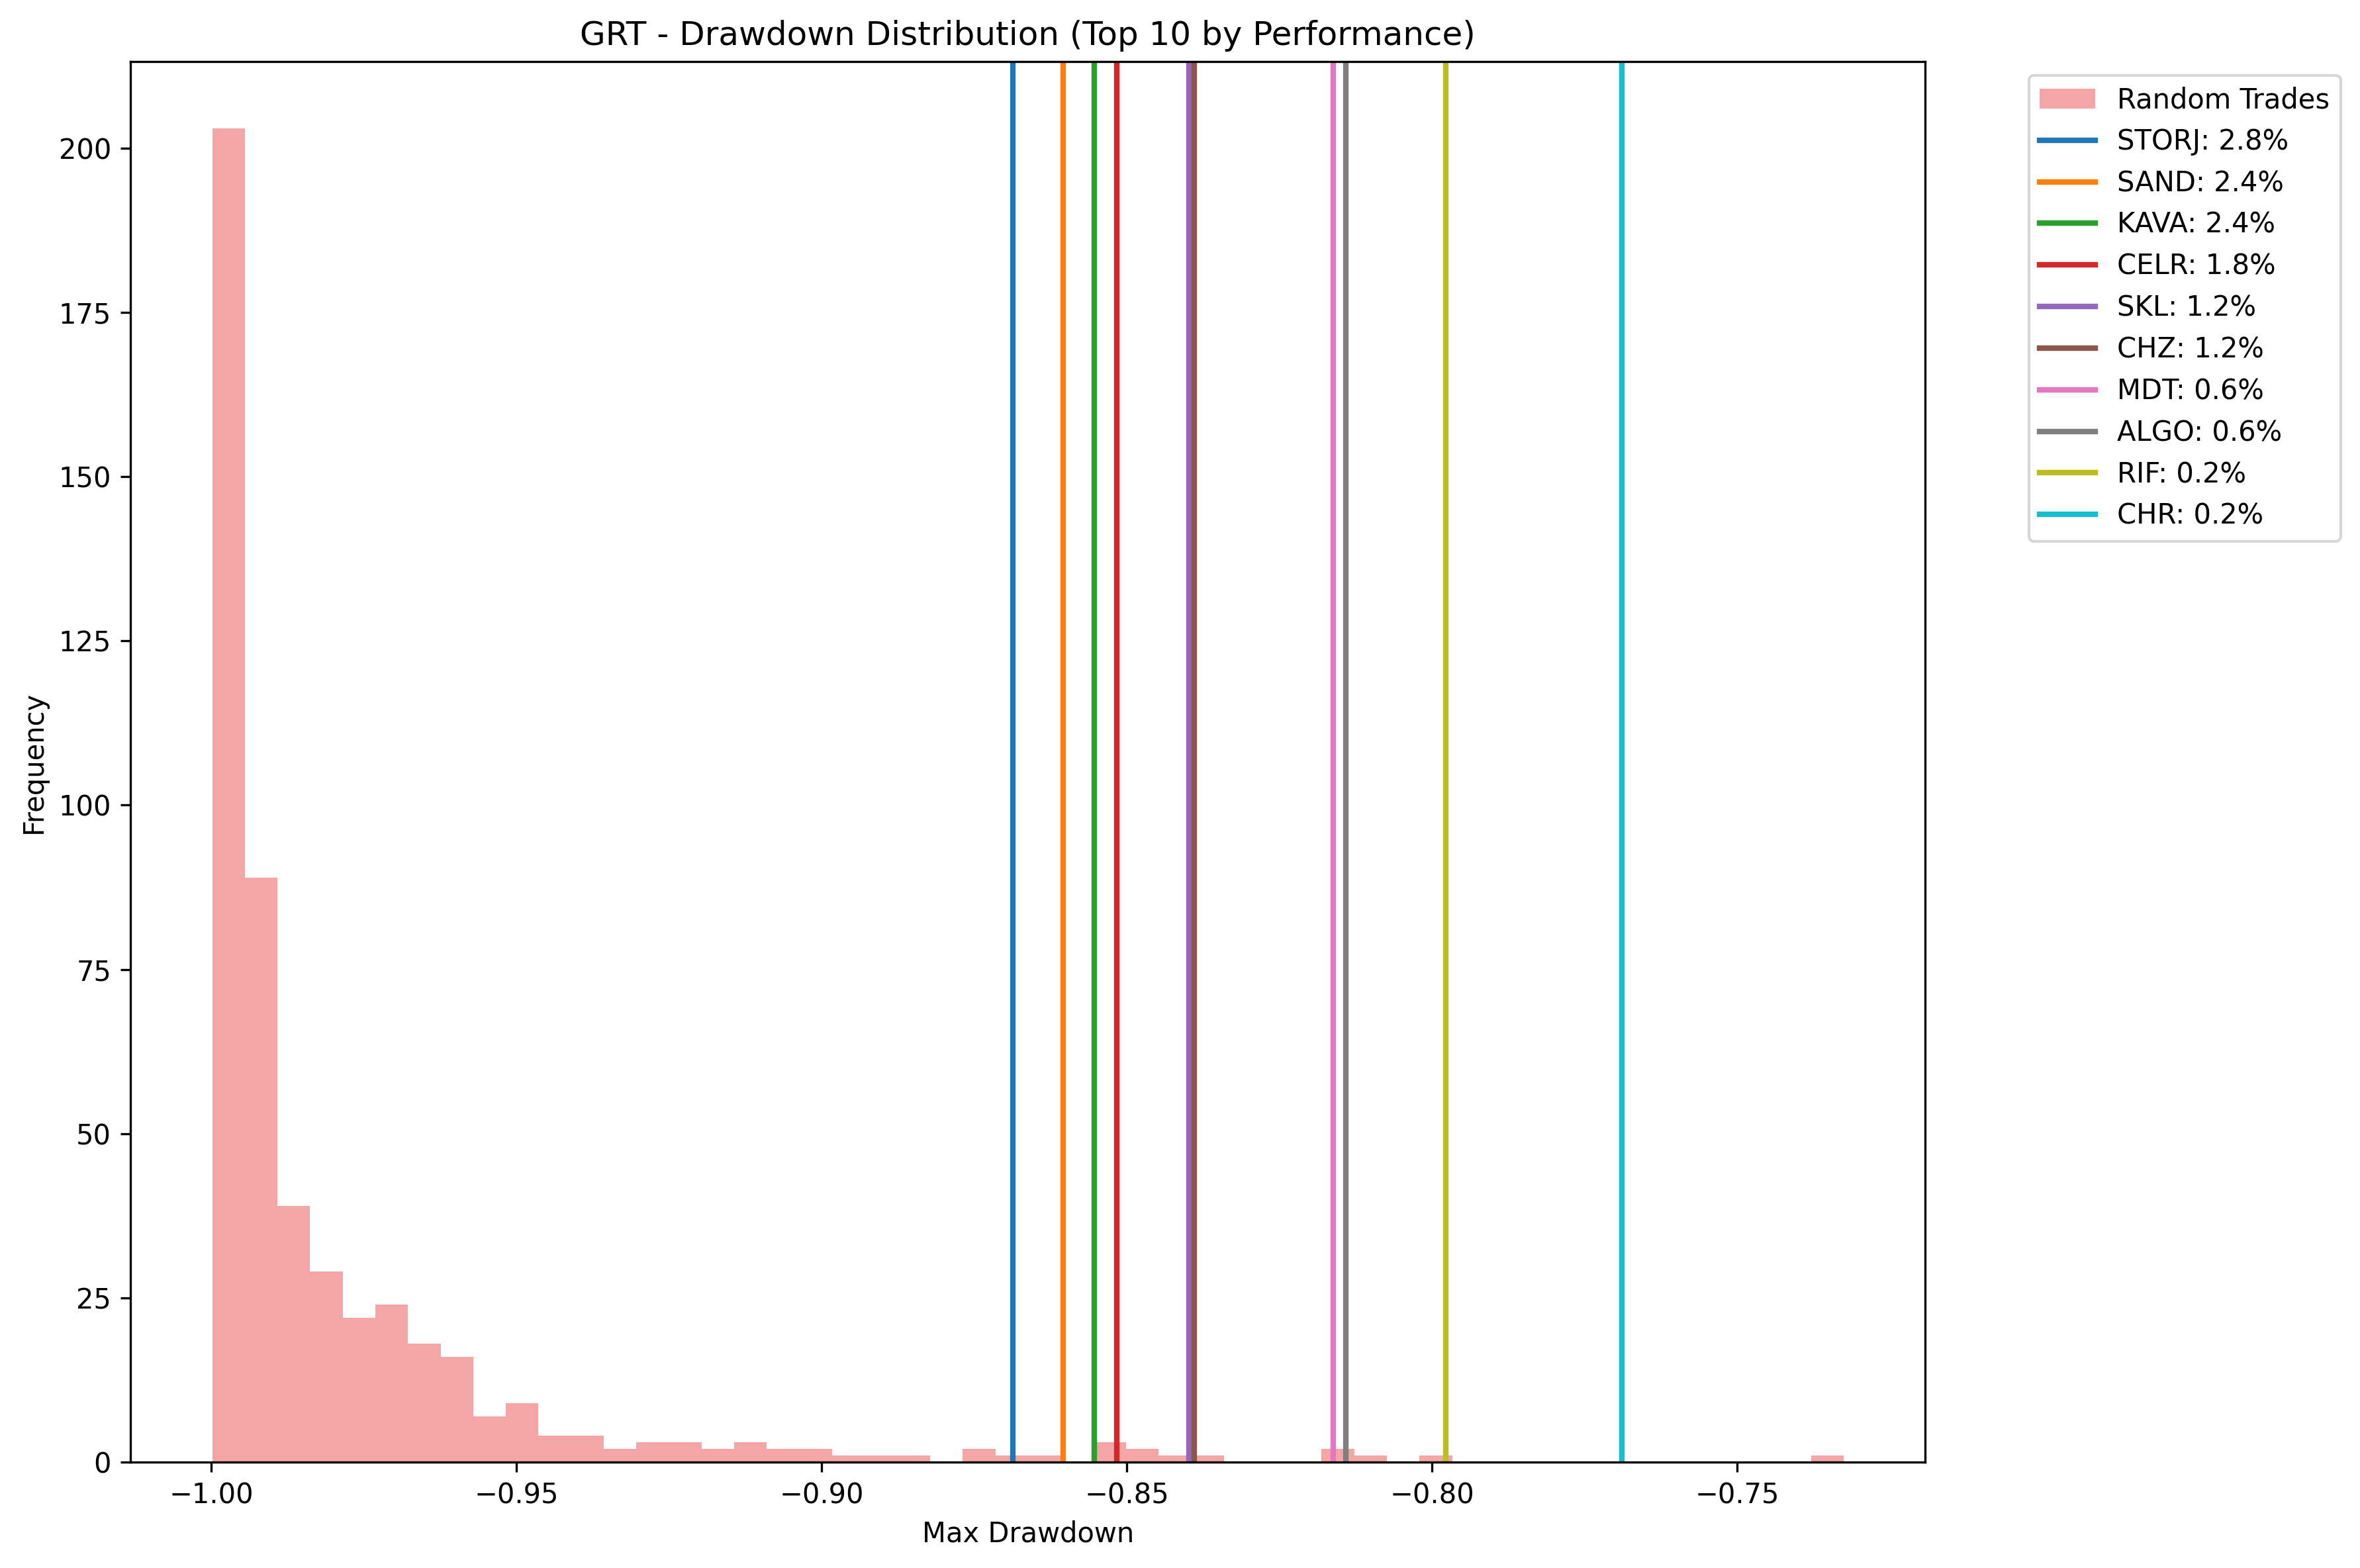 GRT - Drawdown Distribution (Top 10 by Performance)
Frequency
200
175
150
125
100
75
50
25
0
−1.00
−0.95
−0.90
−0.85
−0.80
−0.75
Max Drawdown
Random Trades
STORJ: 2.8%
SAND: 2.4%
KAVA: 2.4%
CELR: 1.8%
SKL: 1.2%
CHZ: 1.2%
MDT: 0.6%
ALGO: 0.6%
RIF: 0.2%
CHR: 0.2%